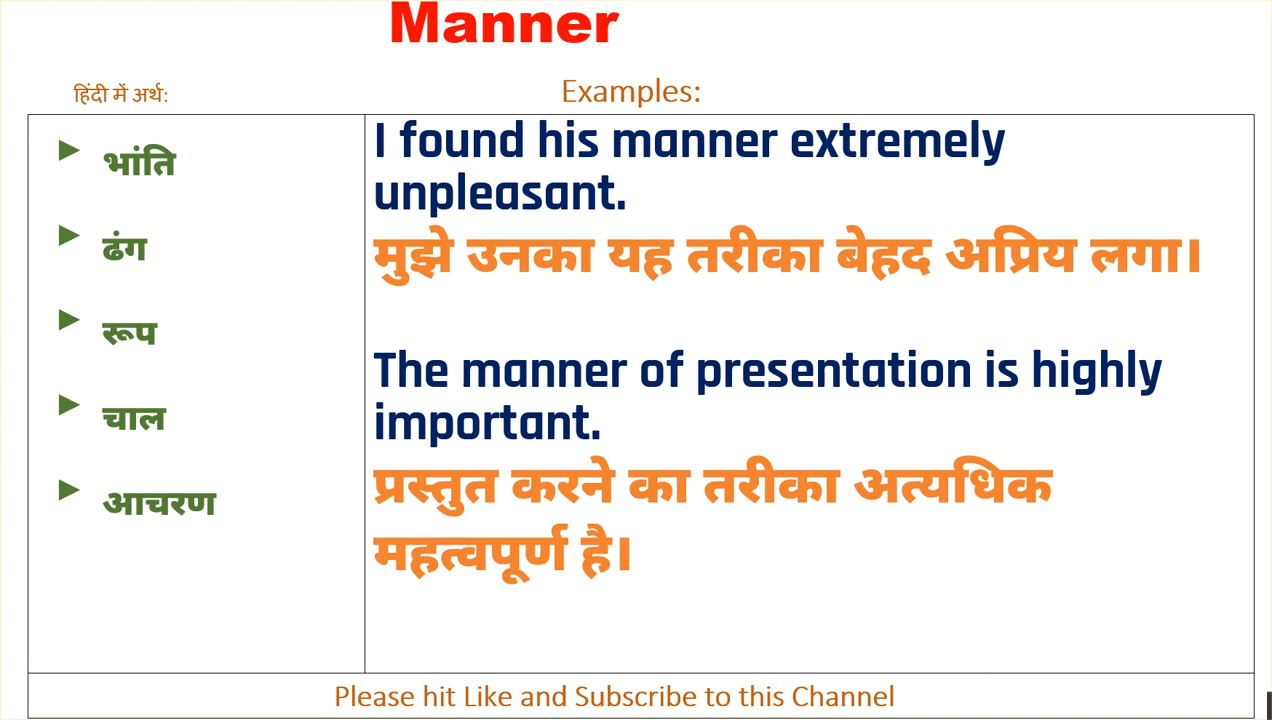 Manner
हिंदी में अर्थ:
Examples:
भांति
ढंग
रूप
चाल
आचरण
I found his manner extremely
unpleasant.
मुझे उनका यह तरीका बेहद अप्रिय लगा।
The manner of presentation is highly
important.
प्रस्तुत करने का तरीका अत्यधिक
महत्वपूर्ण है।
Please hit Like and Subscribe to this Channel